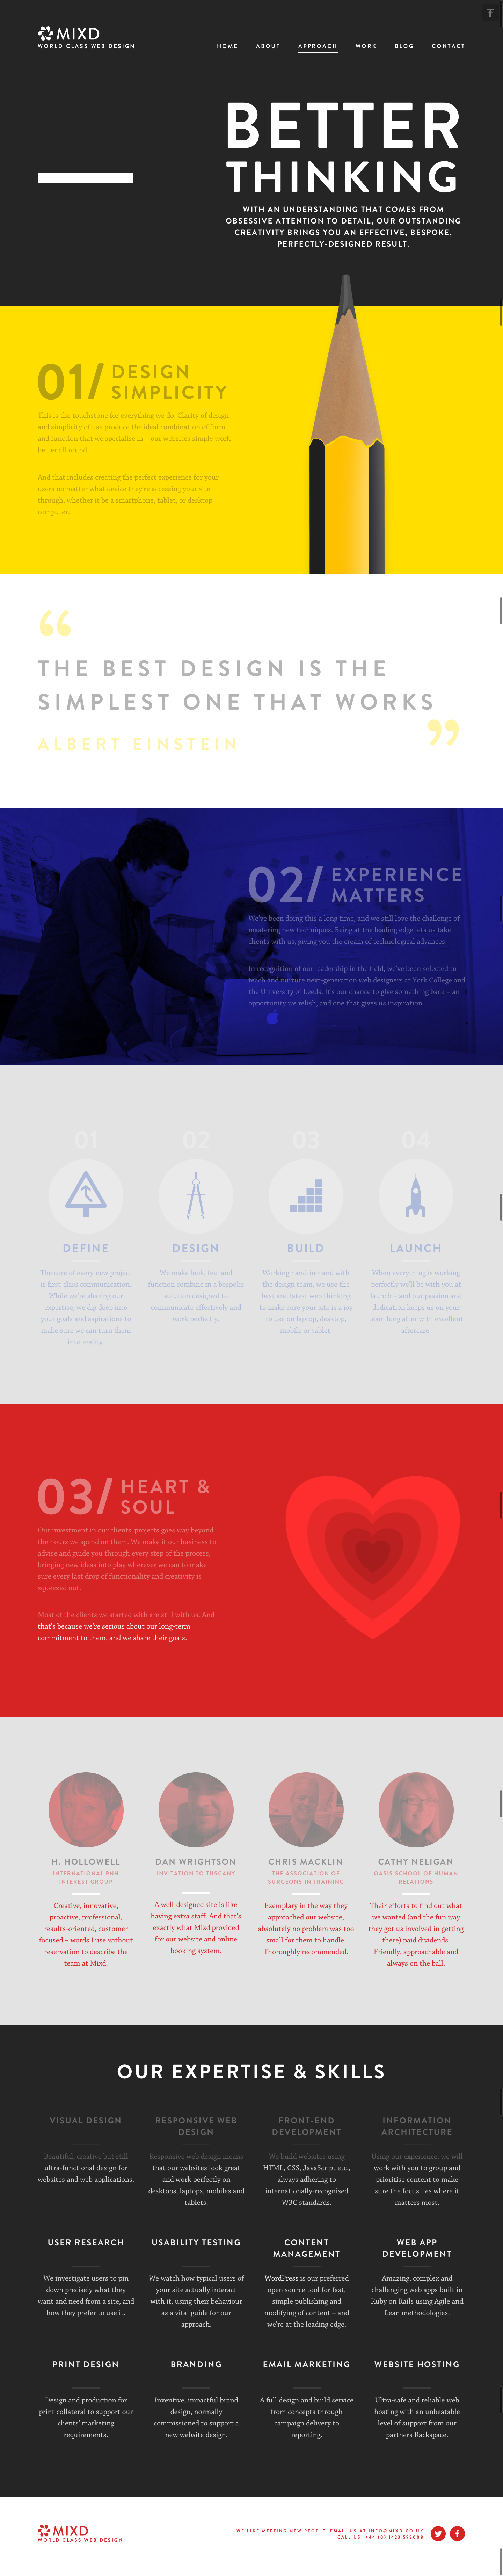 MIXD
WORLD CLASS WEB DESIGN
HOME ABOUT APPROACH WORK BLOG CONTACT
BETTER
THINKING
WITH AN UNDERSTANDING THAT COMES FROM
OBSESSIVE ATTENTION TO DETAIL, OUR OUTSTANDING
CREATIVITY BRINGS YOU AN EFFECTIVE, BESPOKE,
PERFECTLY-DESIGNED RESULT.
01/ DESIGN
SIMPLICITY
This is the touchstone for everything we do. Clarity of design
and simplicity of use produce the ideal combination of form
and function that we specialise in – our websites simply work
better all round.
And that includes creating the perfect experience for your
users no matter what device they're accessing your site
through, whether it be a smartphone, tablet, or desktop
computer.
“
THE BEST DESIGN IS THE
SIMPLEST ONE THAT WORKS
”
ALBERT EINSTEIN
02/ EXPERIENCE
MATTERS
We've been doing this a long time, and we still love the challenge of
mastering new techniques. Being at the leading edge lets us take
clients with us, giving you the cream of technological advances.
In recognition of our leadership in the field, we've been selected to
teach and nurture next-generation web designers at York College and
the University of Leeds. It's our chance to give something back – an
opportunity we relish, and one that gives us inspiration.
01
DEFINE
The core of every new project
is first-class communication.
While we're sharing our
expertise, we dig deep into
your goals and aspirations to
make sure we can turn them
into reality.
02
DESIGN
We make look, feel and
function combine in a bespoke
solution designed to
communicate effectively and
work perfectly.
03
BUILD
Working hand-in-hand with
the design team, we use the
best and latest web thinking
to make sure your site is a joy
to use on laptop, desktop,
mobile or tablet.
04
LAUNCH
When everything is working
perfectly we'll be with you at
launch – and our passion and
dedication keeps us on your
team long after with excellent
aftercare.
03/ HEART &
SOUL
Our investment in our clients' projects goes way beyond
the hours we spend on them. We make it our business to
advise and guide you through every step of the process,
bringing new ideas into play wherever we can to make
sure every last drop of functionality and creativity is
squeezed out.
Most of the clients we started with are still with us. And
that's because we're serious about our long-term
commitment to them, and we share their goals.
H. HOLLOWELL
INTERNATIONAL PNH
INTEREST GROUP
Creative, innovative,
proactive, professional,
results-oriented, customer
focused – words I use without
reservation to describe the
team at Mixd.
DAN WRIGHTSON
INVITATION TO TUSCANY
A well-designed site is like
having extra staff. And that's
exactly what Mixd provided
for our website and online
booking system.
CHRIS MACKLIN
THE ASSOCIATION OF
SURGEONS IN TRAINING
Exemplary in the way they
approached our website,
absolutely no problem was too
small for them to handle.
Thoroughly recommended.
CATHY NELIGAN
OASIS SCHOOL OF HUMAN
RELATIONS
Their efforts to find out what
we wanted (and the fun way
they got us involved in getting
there) paid dividends.
Friendly, approachable and
always on the ball.
OUR EXPERTISE & SKILLS
VISUAL DESIGN
Beautiful, creative but still
ultra-functional design for
websites and web applications.
RESPONSIVE WEB
DESIGN
Responsive web design means
that our websites look great
and work perfectly on
desktops, laptops, mobiles and
tablets.
FRONT-END
DEVELOPMENT
We build websites using
HTML, CSS, JavaScript etc.,
always adhering to
internationally-recognised
W3C standards.
INFORMATION
ARCHITECTURE
Using our experience, we will
work with you to group and
prioritise content to make
sure the focus lies where it
matters most.
USER RESEARCH
We investigate users to pin
down precisely what they
want and need from a site, and
how they prefer to use it.
USABILITY TESTING
We watch how typical users of
your site actually interact
with it, using their behaviour
as a vital guide for our
approach.
CONTENT
MANAGEMENT
WordPress is our preferred
open source tool for fast,
simple publishing and
modifying of content – and
we're at the leading edge.
WEB APP
DEVELOPMENT
Amazing, complex and
challenging web apps built in
Ruby on Rails using Agile and
Lean methodologies.
PRINT DESIGN
Design and production for
print collateral to support our
clients' marketing
requirements.
BRANDING
Inventive, impactful brand
design, normally
commissioned to support a
new website design.
EMAIL MARKETING
A full design and build service
from concepts through
campaign delivery to
reporting.
WEBSITE HOSTING
Ultra-safe and reliable web
hosting with an unbeatable
level of support from our
partners Rackspace.
MIXD
WORLD CLASS WEB DESIGN
WE LIKE MEETING NEW PEOPLE. EMAIL US AT INFO@MIXD.CO.UK
CALL US: +44 (0) 1423 598008